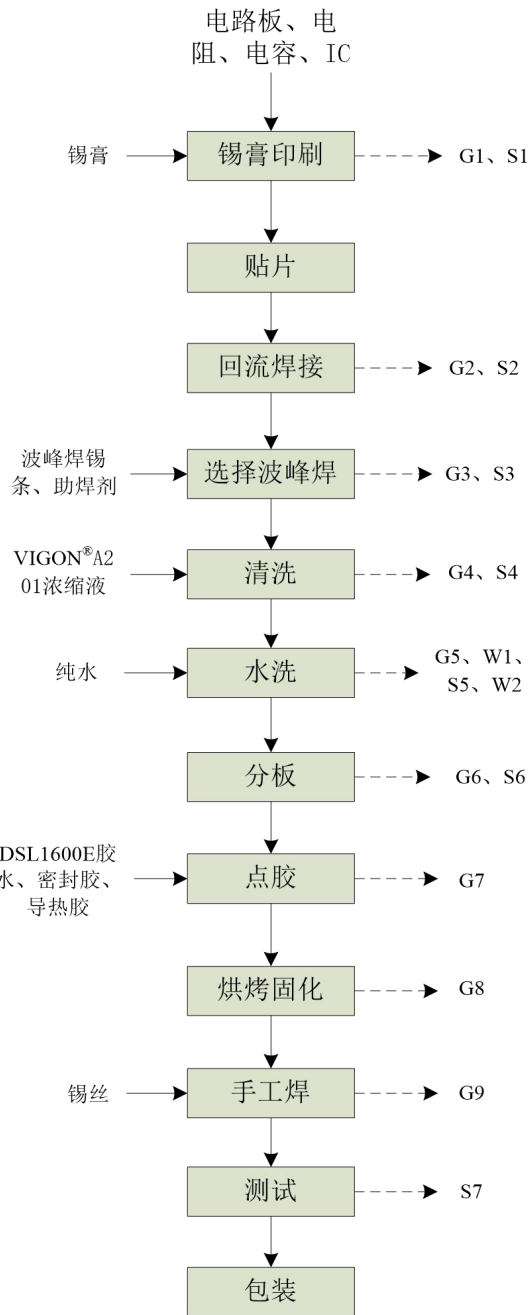 电路板、电
阻、电容、IC
锡膏
锡膏印刷
G1、S1
贴片
回流焊接
G2、S2
波峰焊锡
条、助焊剂
选择波峰焊
G3、S3
VIGON®A2
01浓缩液
清洗
G4、S4
纯水
水洗
G5、W1、
S5、W2
分板
G6、S6
DSL1600E胶
水、密封胶、
导热胶
点胶
G7
烘烤固化
G8
锡丝
手工焊
G9
测试
S7
包装